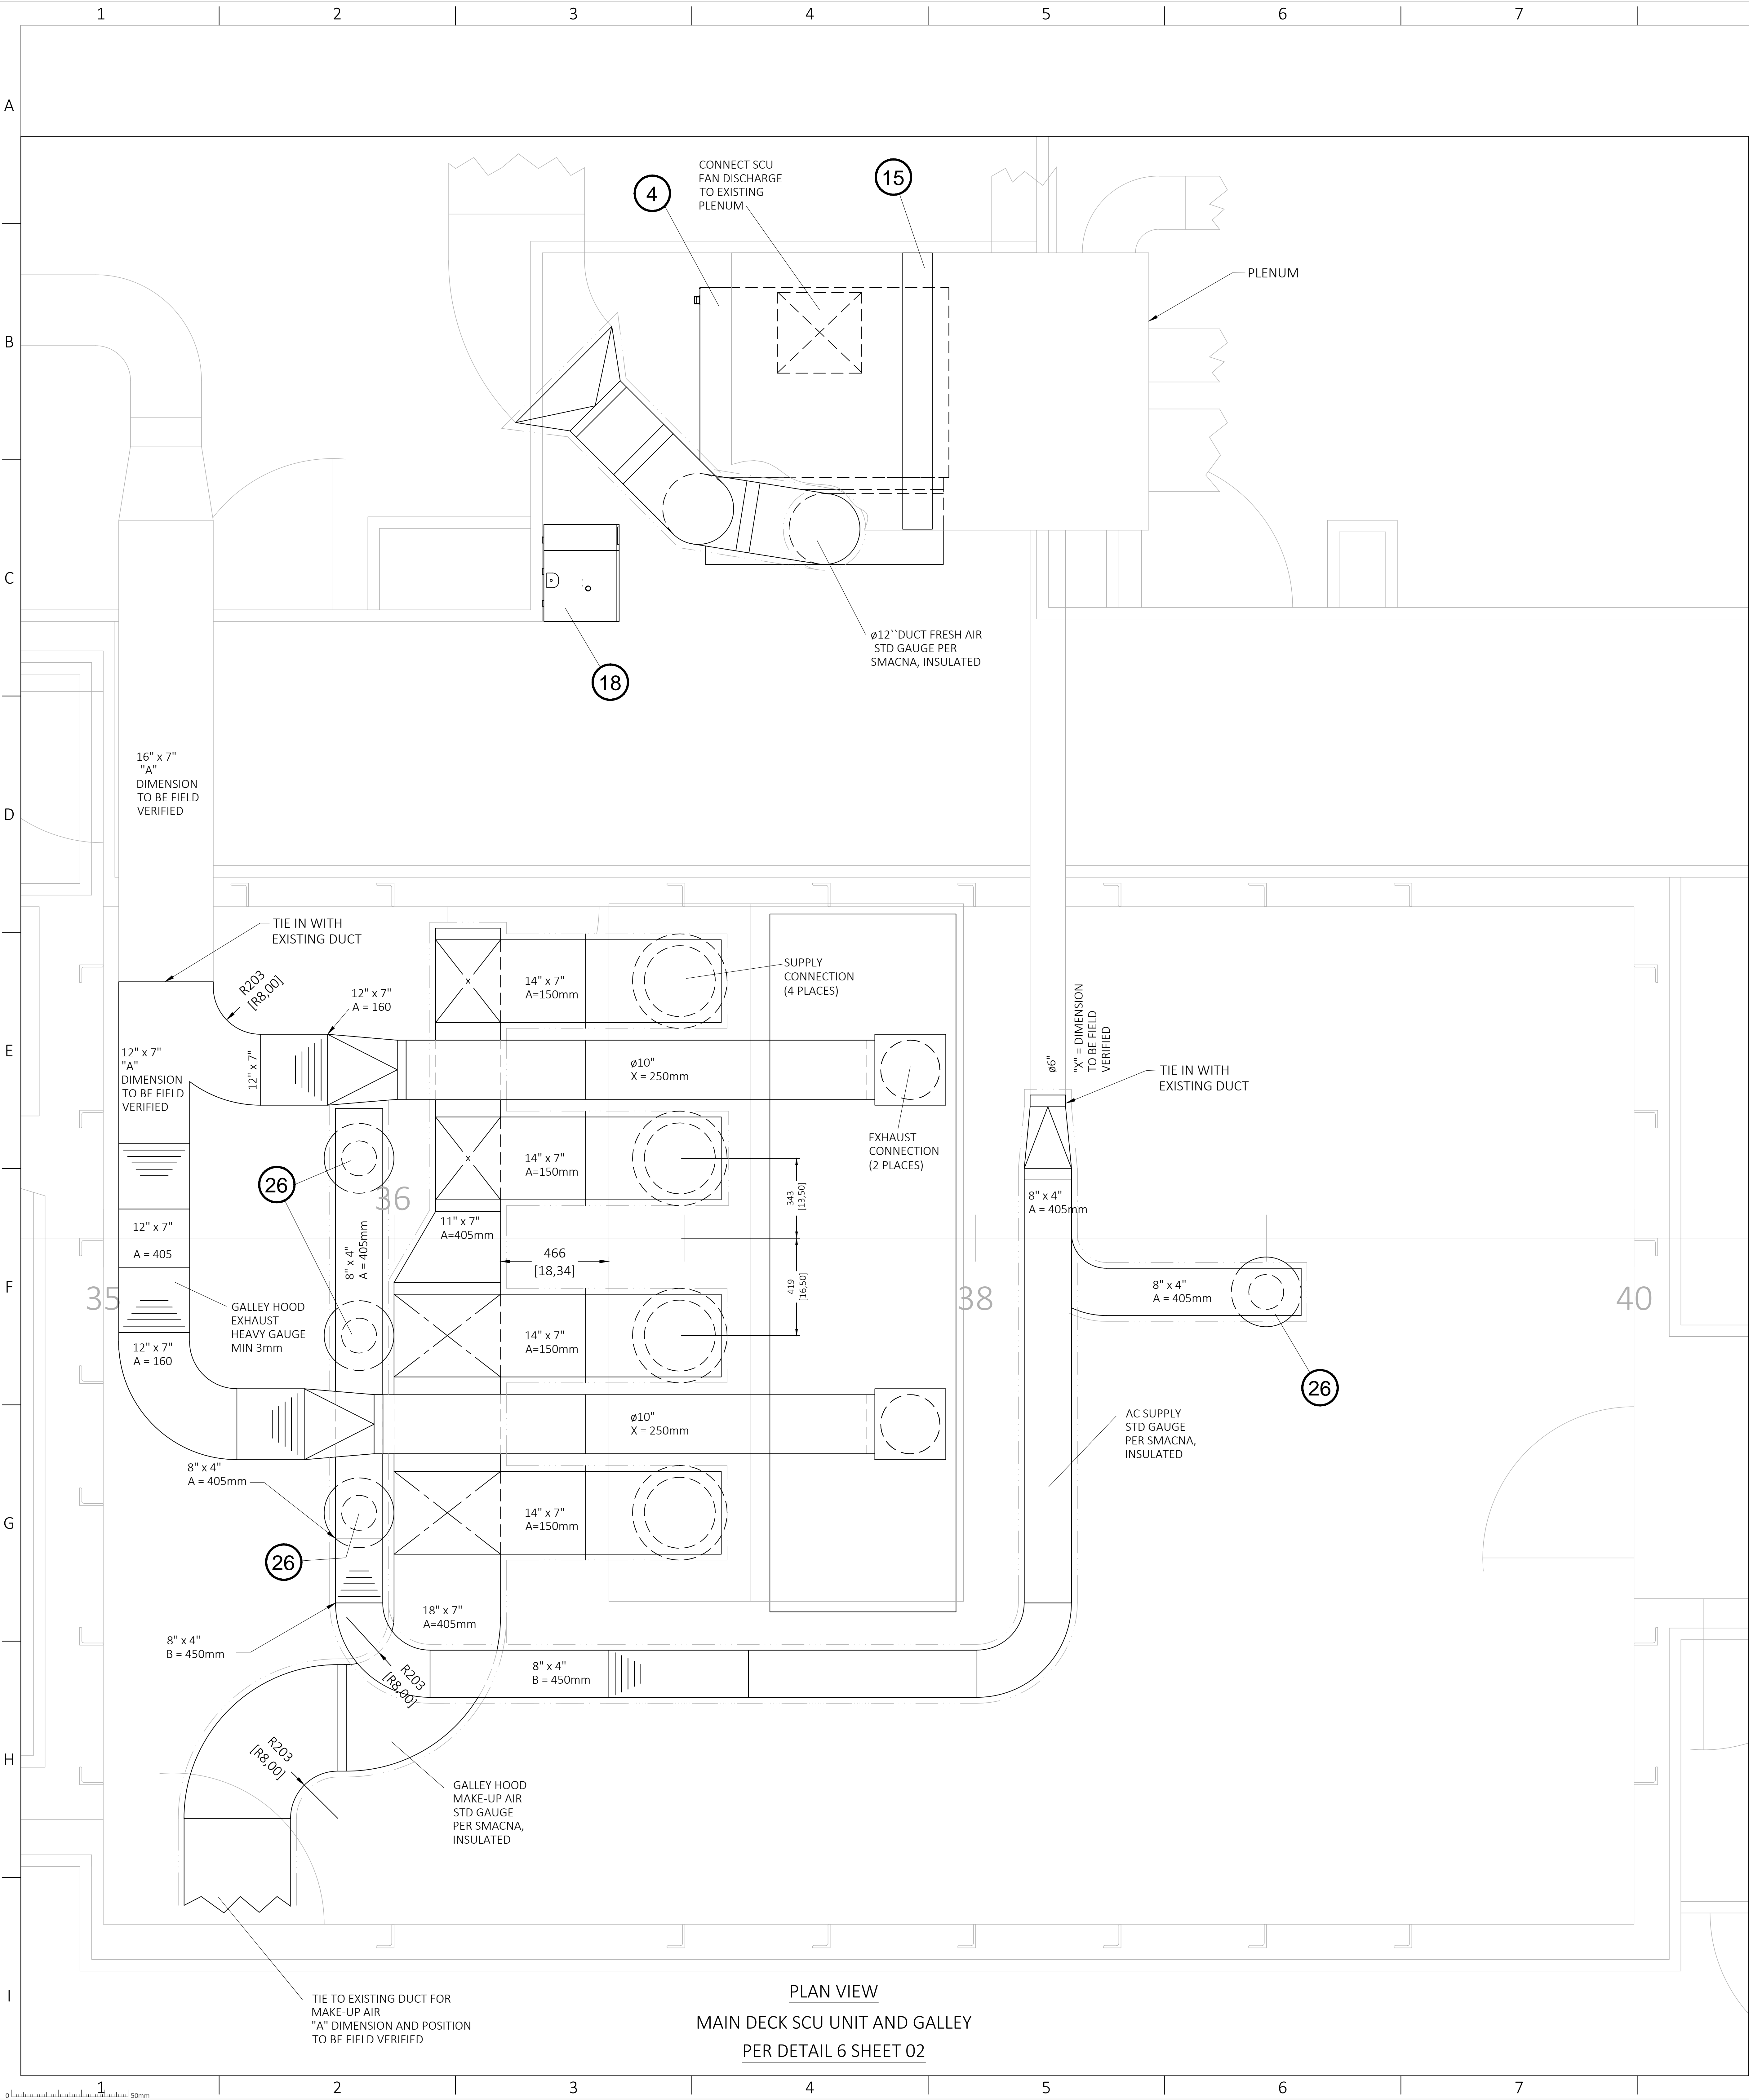 1 2 3 4 5 6 7
A
B
C
D
E
F
G
H
I
4
CONNECT SCU
FAN DISCHARGE
TO EXISTING
PLENUM
15
PLENUM
18
ø12``DUCT FRESH AIR
STD GAUGE PER
SMACNA, INSULATED
16" x 7"
"A"
DIMENSION
TO BE FIELD
VERIFIED
TIE IN WITH
EXISTING DUCT
R203
[R8,00]
12" x 7"
A = 160
14" x 7"
A=150mm
SUPPLY
CONNECTION
(4 PLACES)
12" x 7"
"A"
DIMENSION
TO BE FIELD
VERIFIED
12" x 7"
ø10"
X = 250mm
ø6"
"X" = DIMENSION
TO BE FIELD
VERIFIED
TIE IN WITH
EXISTING DUCT
EXHAUST
CONNECTION
(2 PLACES)
14" x 7"
A=150mm
26
36
343
[13,50]
8" x 4"
A = 405mm
12" x 7"
A = 405
8" x 4"
A = 405mm
11" x 7"
A=405mm
466
[18,34]
419
[16,50]
8" x 4"
A = 405mm
35
38
40
GALLEY HOOD
EXHAUST
HEAVY GAUGE
MIN 3mm
12" x 7"
A = 160
14" x 7"
A=150mm
26
ø10"
X = 250mm
AC SUPPLY
STD GAUGE
PER SMACNA,
INSULATED
8" x 4"
A = 405mm
14" x 7"
A=150mm
26
18" x 7"
A=405mm
8" x 4"
B = 450mm
R203
[R8,00]
8" x 4"
B = 450mm
R203
[R8,00]
GALLEY HOOD
MAKE-UP AIR
STD GAUGE
PER SMACNA,
INSULATED
TIE TO EXISTING DUCT FOR
MAKE-UP AIR
"A" DIMENSION AND POSITION
TO BE FIELD VERIFIED
PLAN VIEW
MAIN DECK SCU UNIT AND GALLEY
PER DETAIL 6 SHEET 02
0 50mm
1 2 3 4 5 6 7